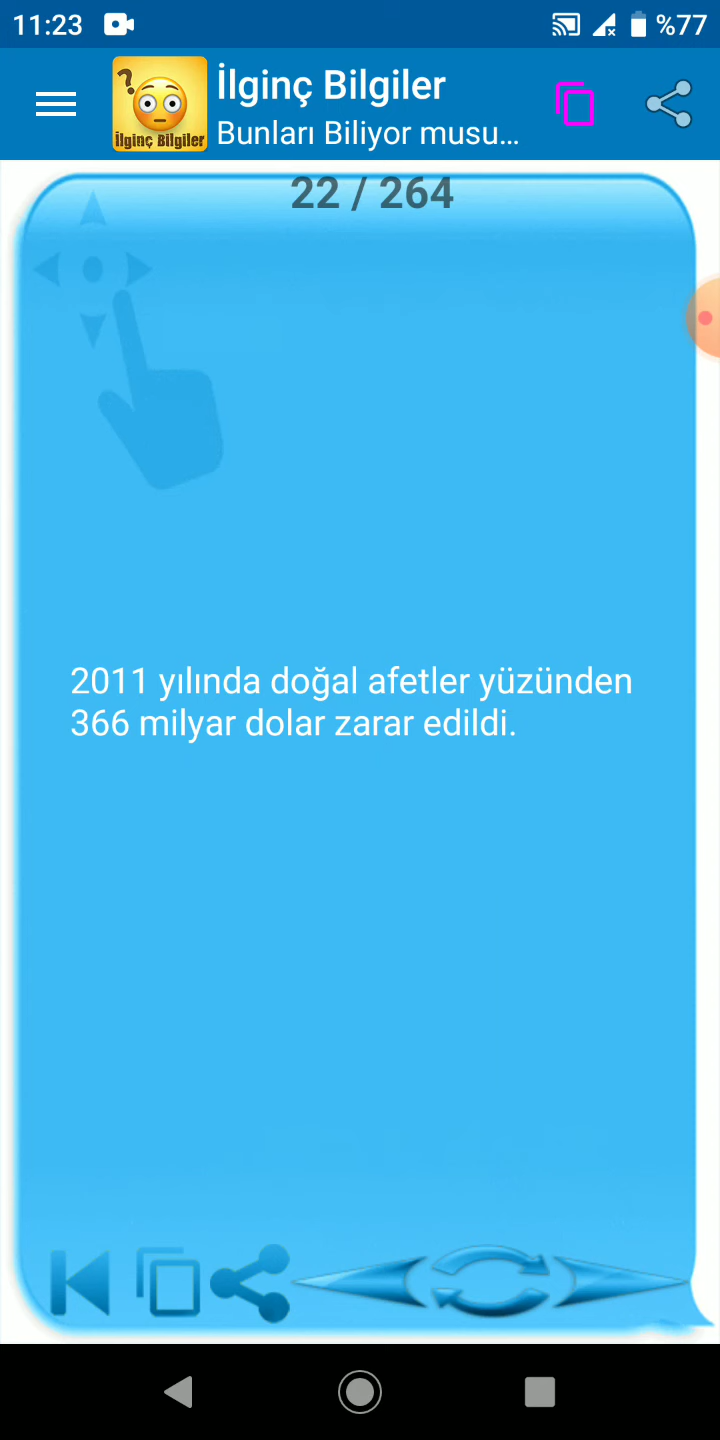 11:23
%77
?
İlginç Bilgiler
İlginç Bilgiler
Bunları Biliyor musu...
22 / 264
2011 yılında doğal afetler yüzünden
366 milyar dolar zarar edildi.